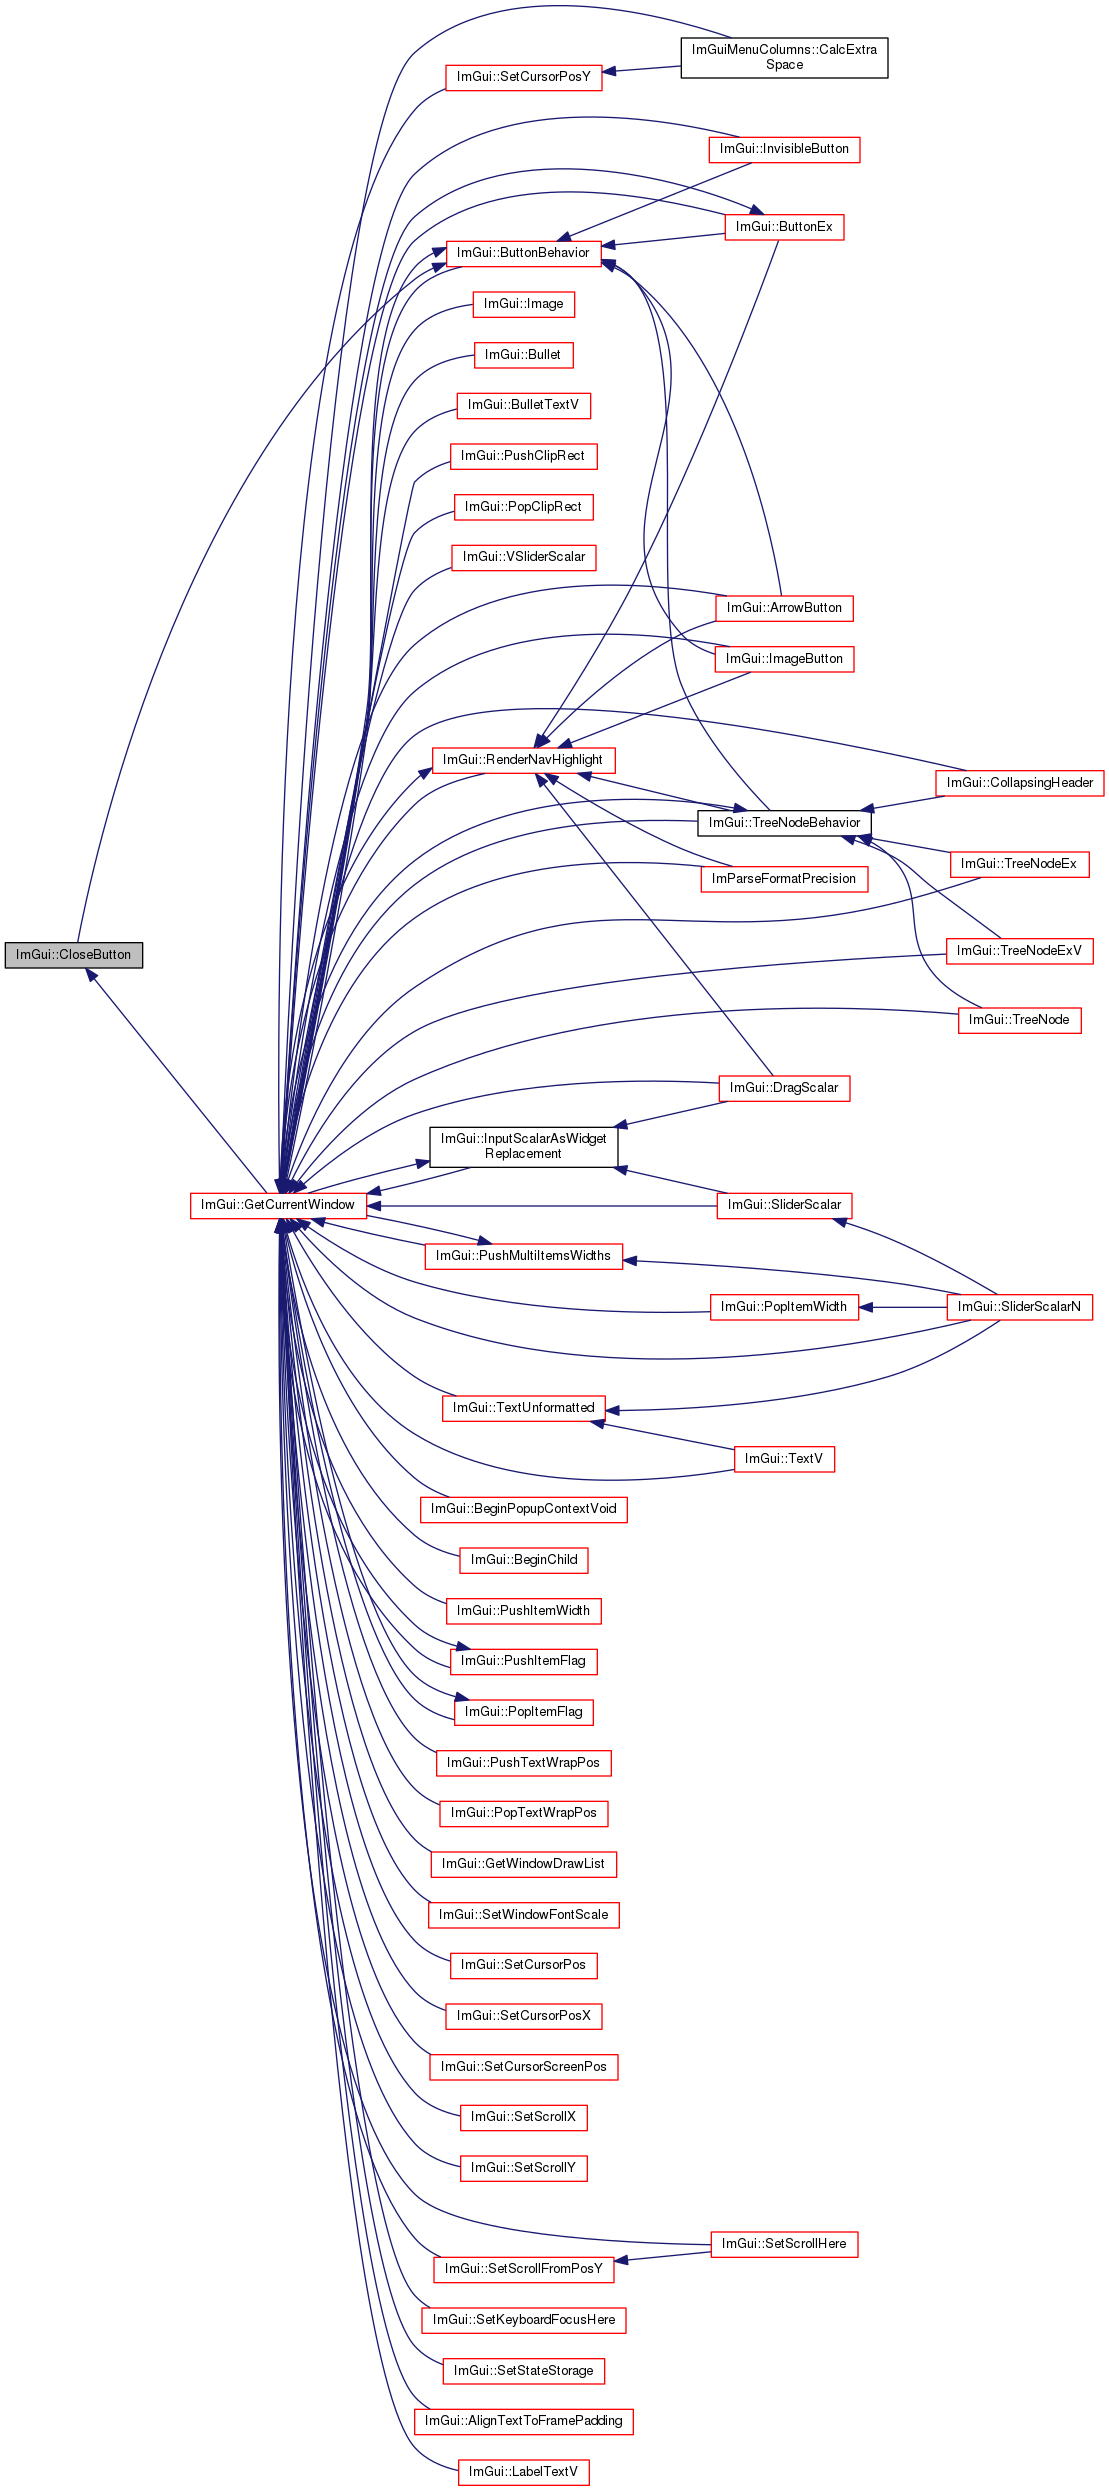 ImGuiMenuColumns::CalcExtra
Space
ImGui::SetCursorPosY
ImGui::InvisibleButton
ImGui::ButtonEx
ImGui::ButtonBehavior
ImGui::Image
ImGui::Bullet
ImGui::BulletTextV
ImGui::PushClipRect
ImGui::PopClipRect
ImGui::VSliderScalar
ImGui::ArrowButton
ImGui::ImageButton
ImGui::RenderNavHighlight
ImGui::CollapsingHeader
ImGui::TreeNodeBehavior
ImGui::TreeNodeEx
ImParseFormatPrecision
ImGui::CloseButton
ImGui::TreeNodeExV
ImGui::TreeNode
ImGui::DragScalar
ImGui::InputScalarAsWidget
Replacement
ImGui::GetCurrentWindow
ImGui::SliderScalar
ImGui::PushMultiItemsWidths
ImGui::PopItemWidth
ImGui::SliderScalarN
ImGui::TextUnformatted
ImGui::TextV
ImGui::BeginPopupContextVoid
ImGui::BeginChild
ImGui::PushItemWidth
ImGui::PushItemFlag
ImGui::PopItemFlag
ImGui::PushTextWrapPos
ImGui::PopTextWrapPos
ImGui::GetWindowDrawList
ImGui::SetWindowFontScale
ImGui::SetCursorPos
ImGui::SetCursorPosX
ImGui::SetCursorScreenPos
ImGui::SetScrollX
ImGui::SetScrollY
ImGui::SetScrollHere
ImGui::SetScrollFromPosY
ImGui::SetKeyboardFocusHere
ImGui::SetStateStorage
ImGui::AlignTextToFramePadding
ImGui::LabelTextV